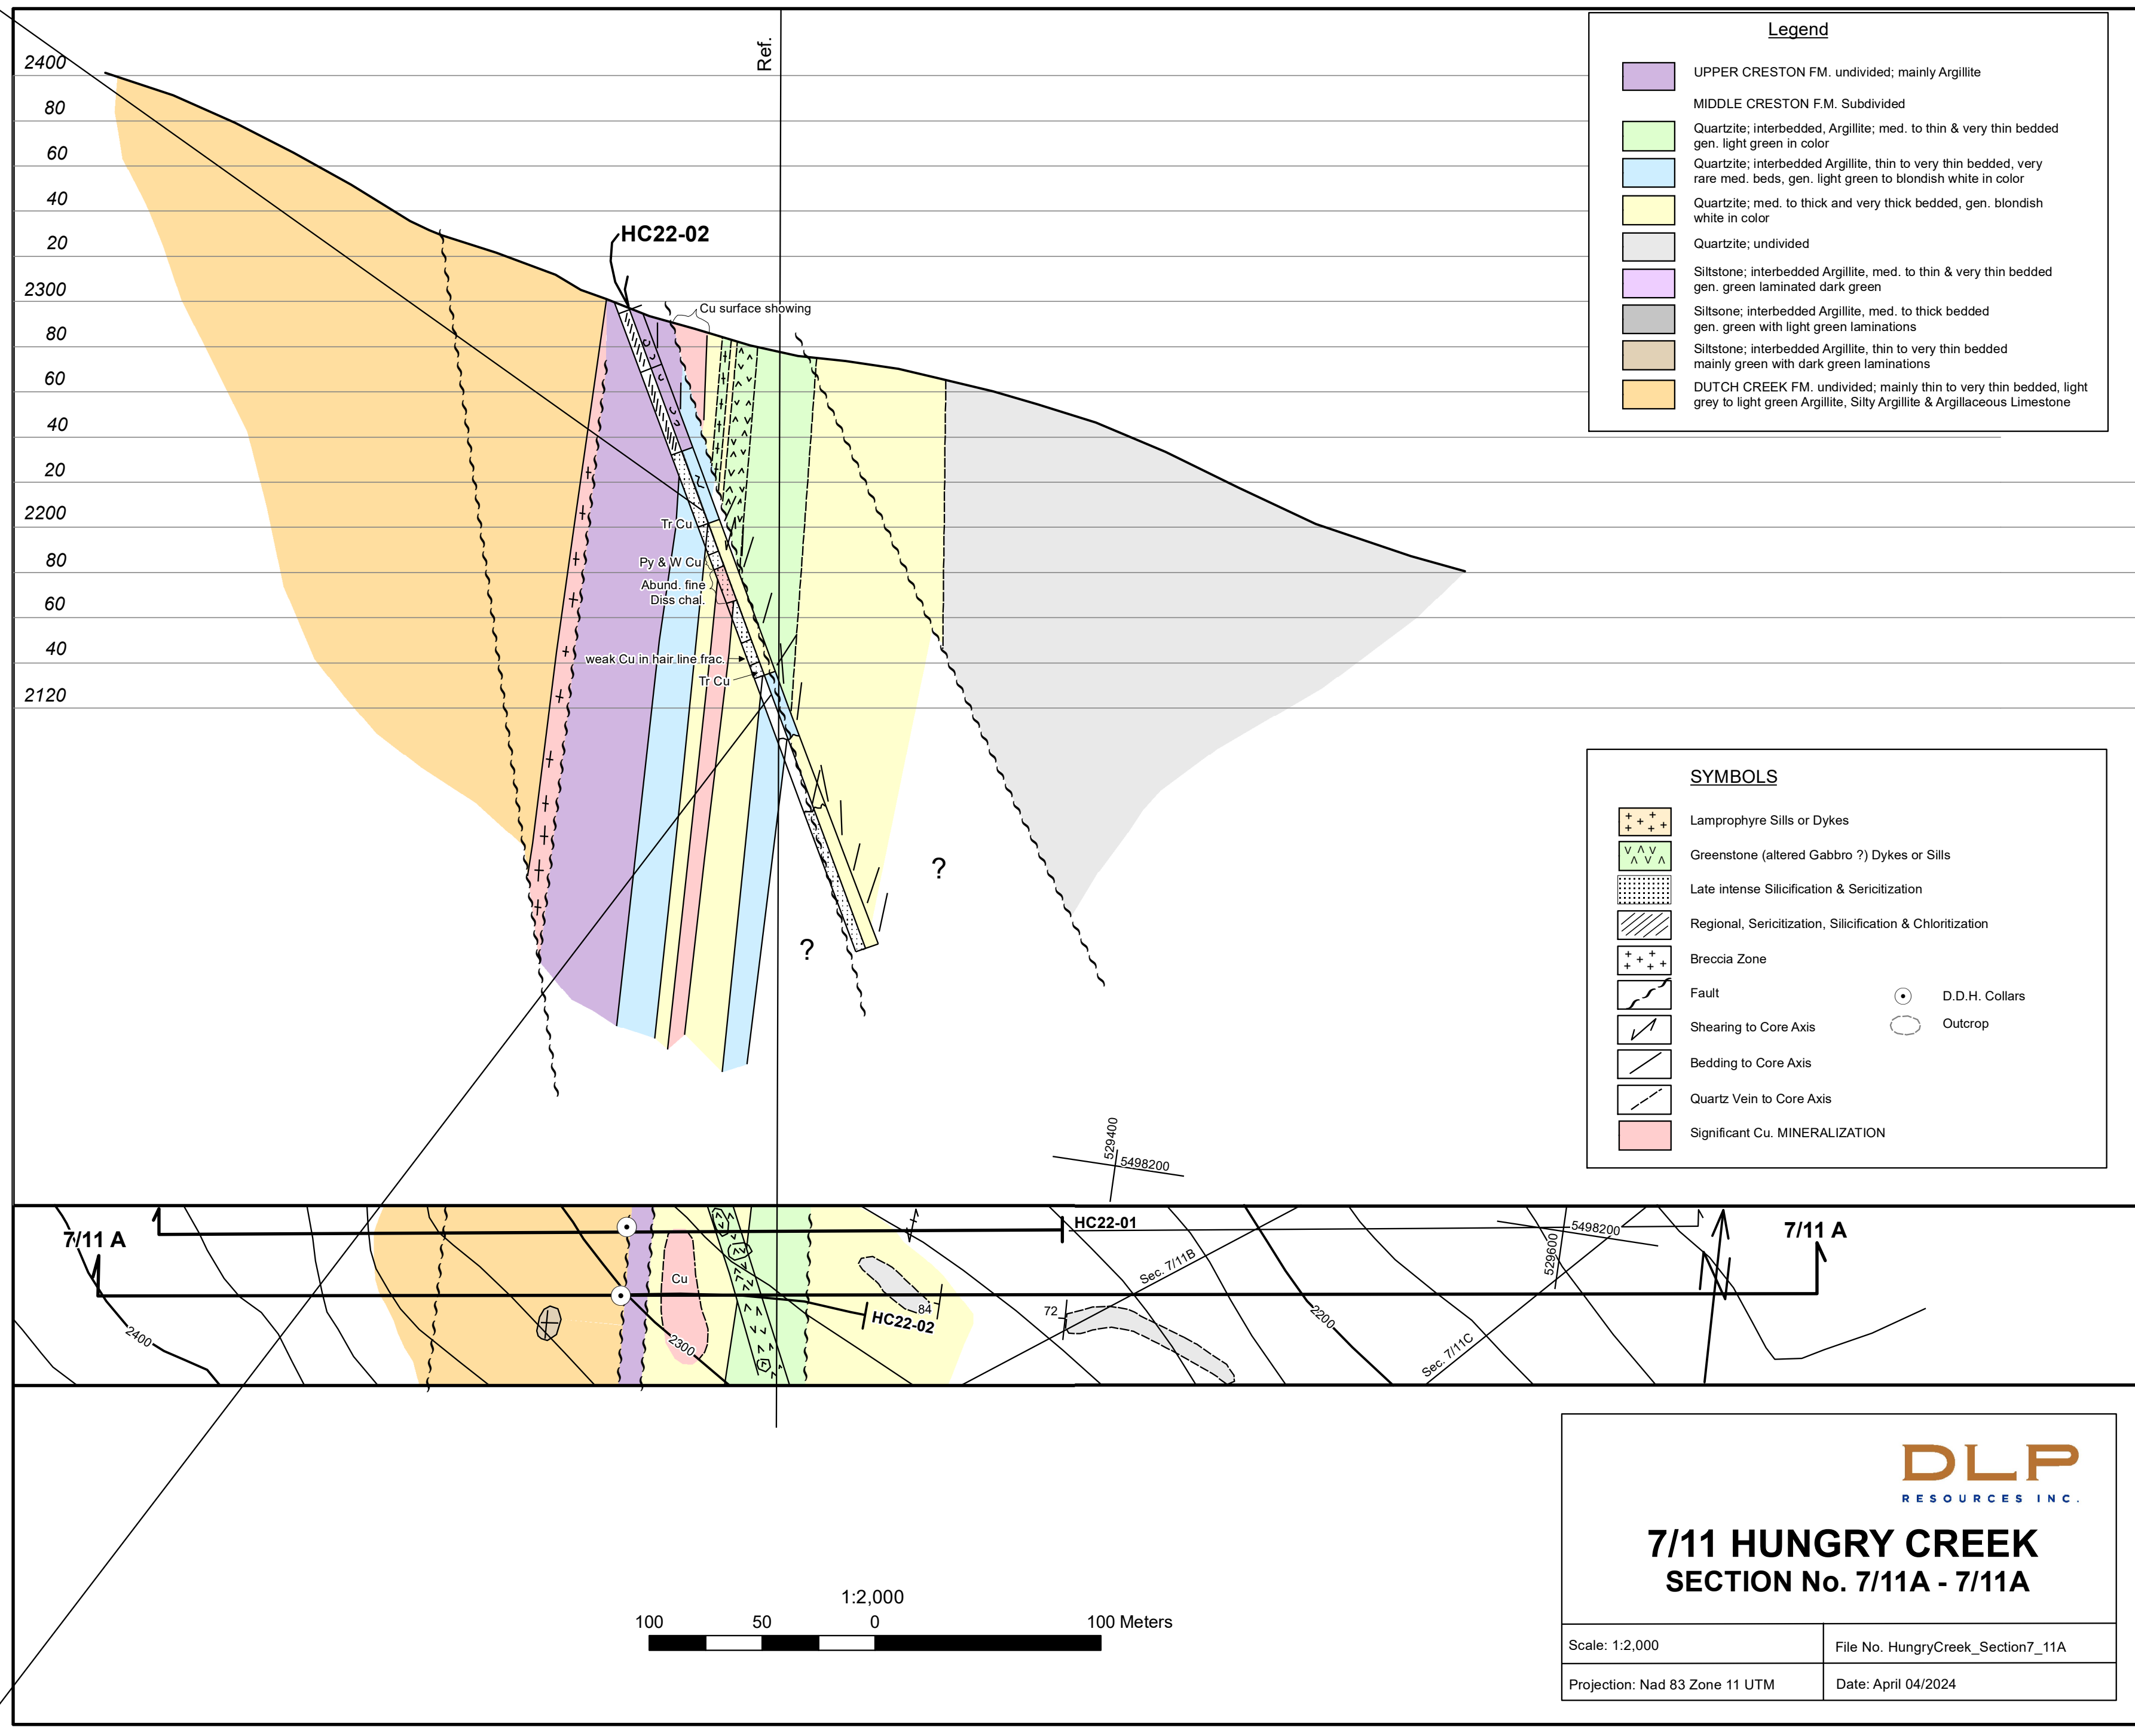 Ref.
2400
80
60
40
20
2300
80
60
40
20
2200
80
60
40
2120
HC22-02
Cu surface showing
Tr Cu
Py & W Cu
Abund. fine
Diss chal.
weak Cu in hair line frac.
Tr Cu
?
?
Legend
UPPER CRESTON FM. undivided; mainly Argillite
MIDDLE CRESTON F.M. Subdivided
Quartzite; interbedded, Argillite; med. to thin & very thin bedded
gen. light green in color
Quartzite; interbedded Argillite, thin to very thin bedded, very
rare med. beds, gen. light green to blondish white in color
Quartzite; med. to thick and very thick bedded, gen. blondish
white in color
Quartzite; undivided
Siltstone; interbedded Argillite, med. to thin & very thin bedded
gen. green laminated dark green
Siltsone; interbedded Argillite, med. to thick bedded
gen. green with light green laminations
Siltstone; interbedded Argillite, thin to very thin bedded
mainly green with dark green laminations
DUTCH CREEK FM. undivided; mainly thin to very thin bedded, light
grey to light green Argillite, Silty Argillite & Argillaceous Limestone
SYMBOLS
Lamprophyre Sills or Dykes
Greenstone (altered Gabbro ?) Dykes or Sills
Late intense Silicification & Sericitization
Regional, Sericitization, Silicification & Chloritization
Breccia Zone
Fault
D.D.H. Collars
Shearing to Core Axis
Outcrop
Bedding to Core Axis
Quartz Vein to Core Axis
Significant Cu. MINERALIZATION
529400
5498200
7/11 A
HC22-01
5498200
529600
7/11 A
Sec. 7/11B
Cu
84
72
HC22-02
2400
2300
2200
Sec. 7/11C
DLP
RESOURCES INC.
7/11 HUNGRY CREEK
SECTION No. 7/11A - 7/11A
Scale: 1:2,000
File No. HungryCreek_Section7_11A
Projection: Nad 83 Zone 11 UTM
Date: April 04/2024
1:2,000
100 50 0 100 Meters